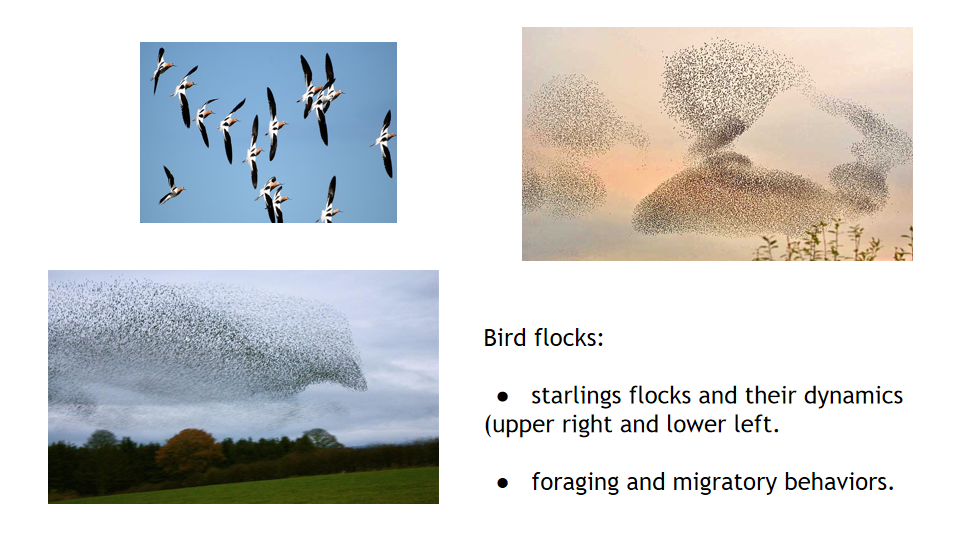 Bird flocks:
● starlings flocks and their dynamics
(upper right and lower left.
● foraging and migratory behaviors.